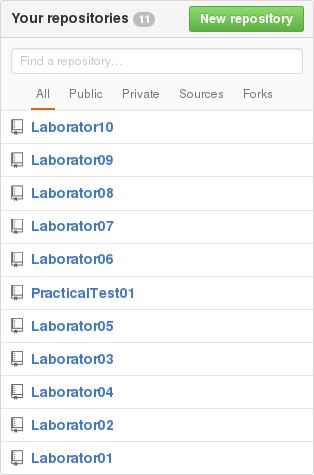 Your repositories 11 New repository
Find a repository...
All Public Private Sources Forks
Laborator10
Laborator09
Laborator08
Laborator07
Laborator06
PracticalTest01
Laborator05
Laborator03
Laborator04
Laborator02
Laborator01